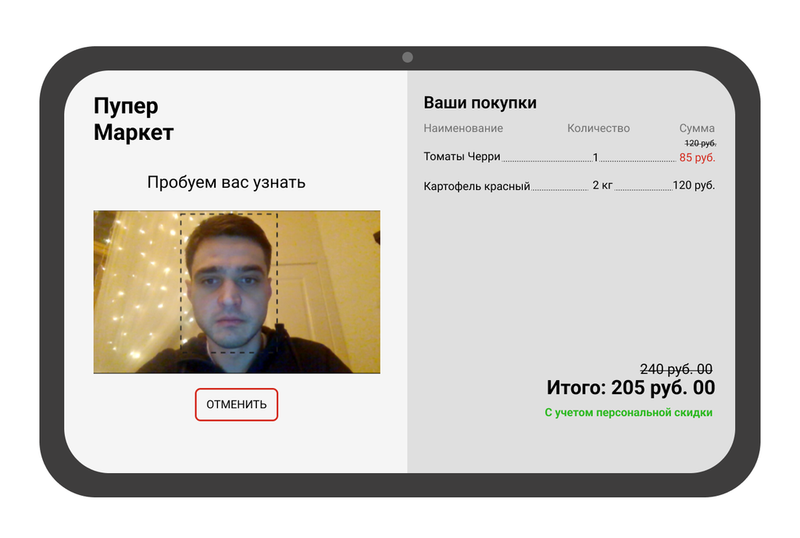 Пупер
Маркет
Пробуем вас узнать
ОТМЕНИТЬ
Ваши покупки
Наименование Количество Сумма
120 руб.
Томаты Черри 1 85 руб.
Картофель красный 2 кг 120 руб.
240 руб. 00
Итого: 205 руб. 00
С учетом персональной скидки